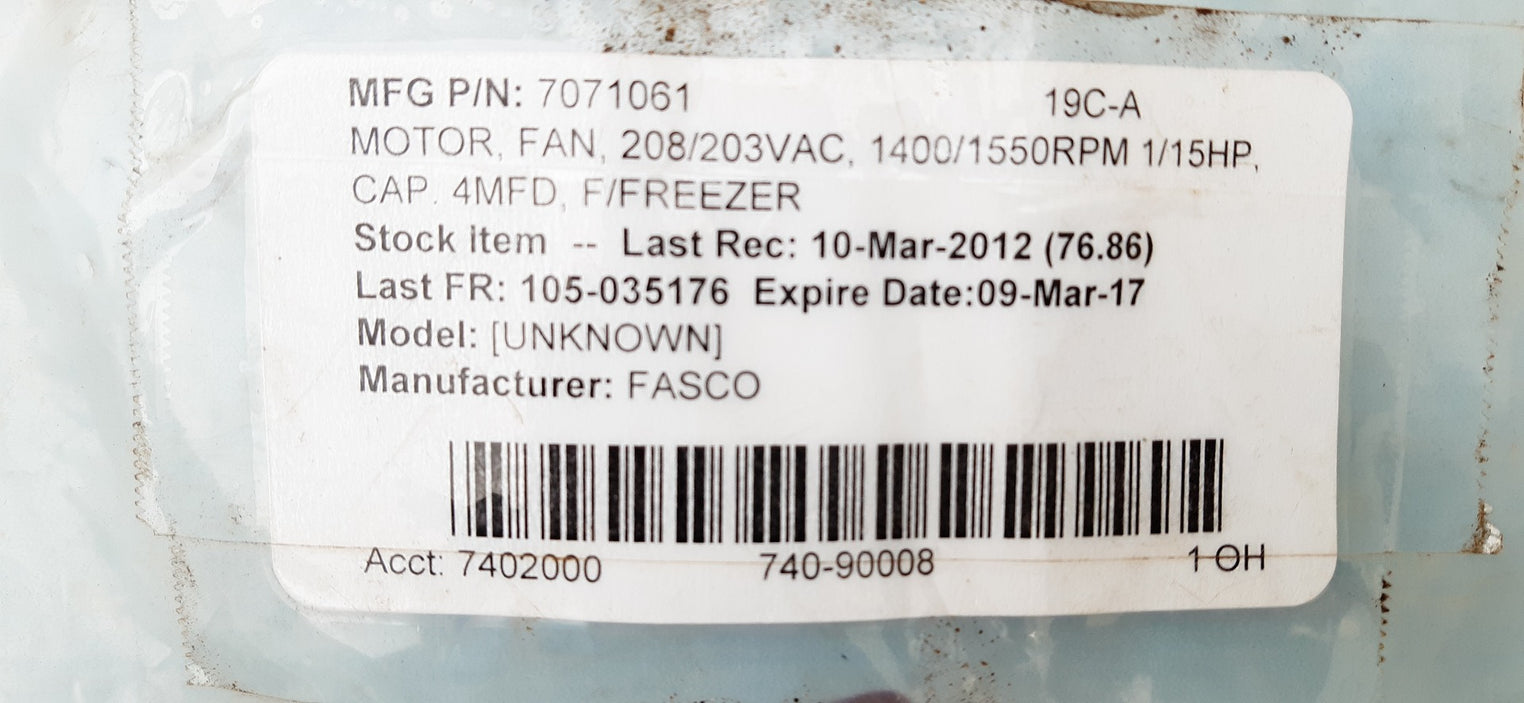 MFG P/N: 7071061 19C-A
MOTOR, FAN, 208/203VAC, 1400/1550RPM 1/15HP,
CAP. 4MFD, F/FREEZER
Stock item -- Last Rec: 10-Mar-2012 (76.86)
Last FR: 105-035176 Expire Date:09-Mar-17
Model: [UNKNOWN]
Manufacturer: FASCO
Acct: 7402000 740-90008 1 OH